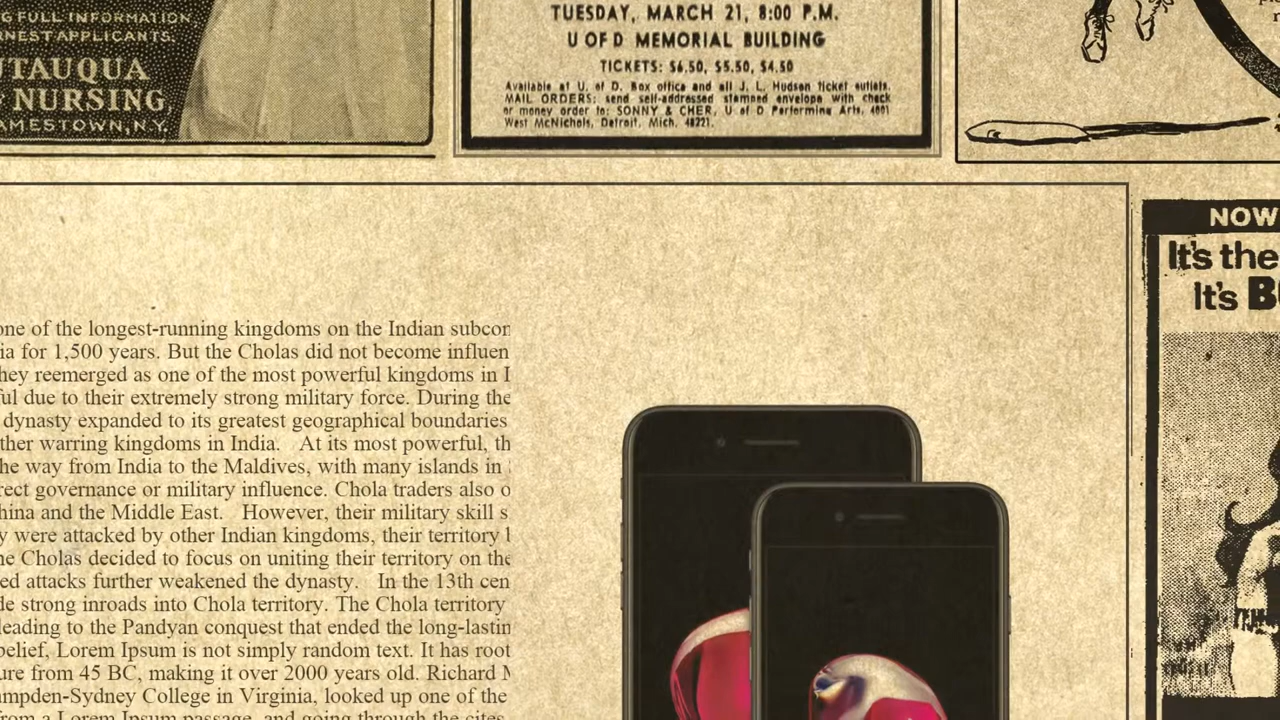 G FULL INFORMATION
NEST APPLICANTS.
UTAUQUA
NURSING,
AMESTOWN, N.Y.
TUESDAY, MARCH 21, 8:00 P.M.
U OF D MEMORIAL BUILDING
TICKETS: $6.50, $5.50, $4.50
Available at U. of D. Box office and all J. L. Hudson ticket outlets.
MAIL ORDERS: send self-addressed stamped envelope with check
or money order to: SONNY & CHER, U of D Performing Arts, 4001
West McNichols, Detroit, Mich. 48221.
NOW
It's the
It's BO
one of the longest-running kingdoms on the Indian subcon
ia for 1,500 years. But the Cholas did not become influen
hey reemerged as one of the most powerful kingdoms in I
ful due to their extremely strong military force. During the
dynasty expanded to its greatest geographical boundaries
ther warring kingdoms in India. At its most powerful, th
he way from India to the Maldives, with many islands in
rect governance or military influence. Chola traders also o
hina and the Middle East. However, their military skill s
y were attacked by other Indian kingdoms, their territory
he Cholas decided to focus on uniting their territory on the
ed attacks further weakened the dynasty. In the 13th cen
de strong inroads into Chola territory. The Chola territory
leading to the Pandyan conquest that ended the long-lastin
belief, Lorem Ipsum is not simply random text. It has root
ure from 45 BC, making it over 2000 years old. Richard M
ampden-Sydney College in Virginia, looked up one of the
from a Lorem Ipsum passage, and going through the cites